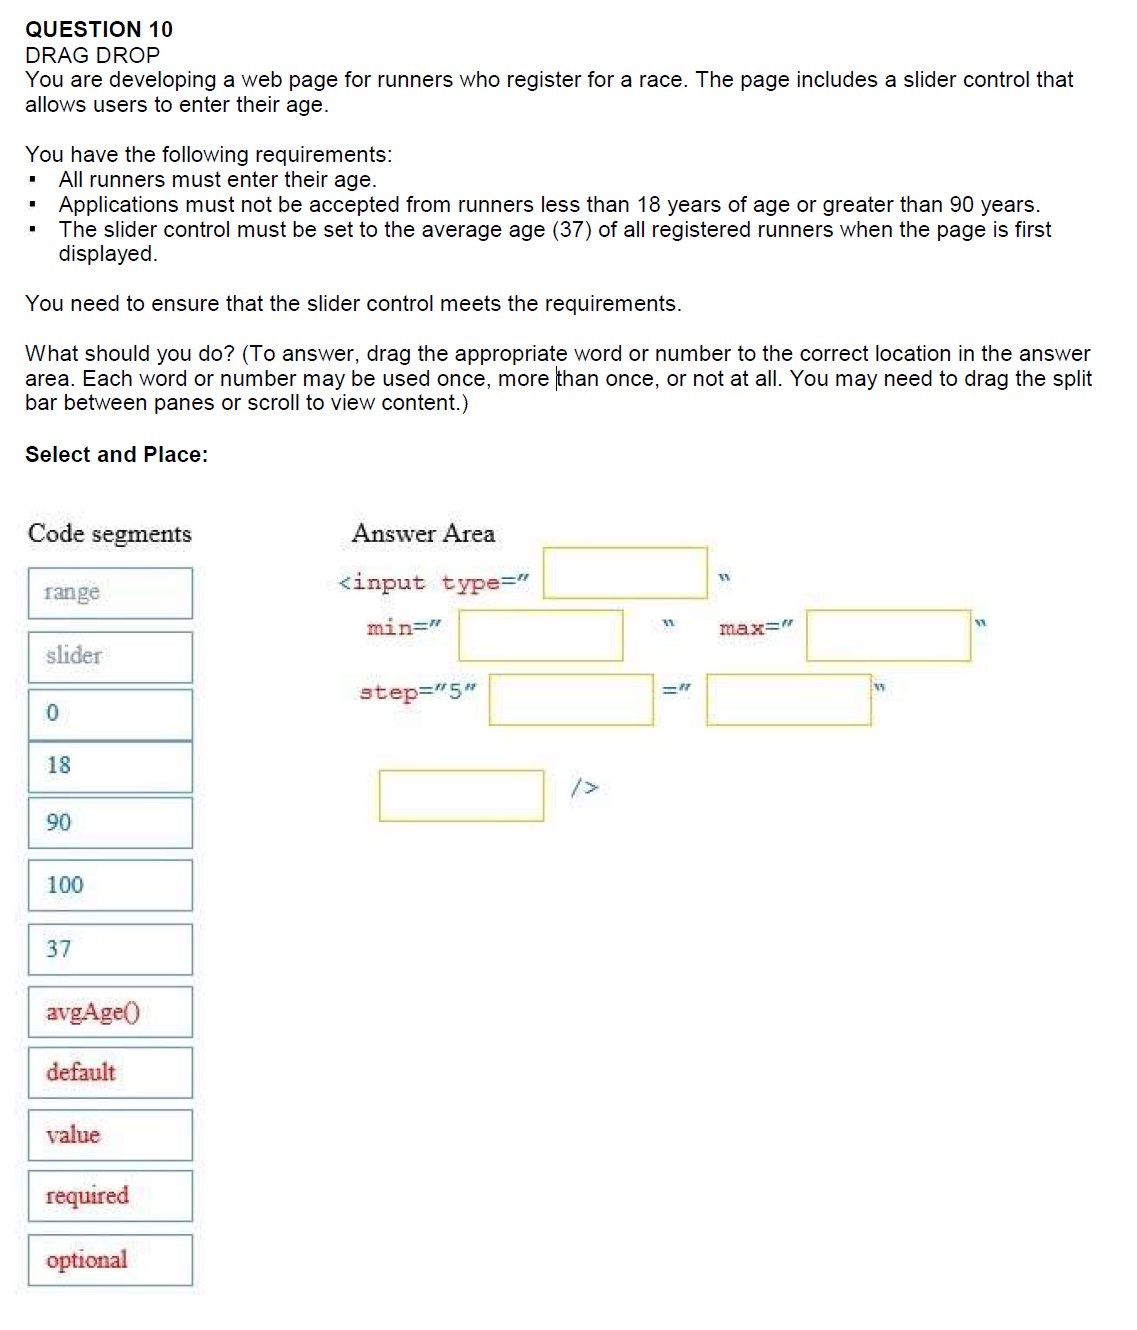 QUESTION 10
DRAG DROP
You are developing a web page for runners who register for a race. The page includes a slider control that
allows users to enter their age.
You have the following requirements:
▪ All runners must enter their age.
▪ Applications must not be accepted from runners less than 18 years of age or greater than 90 years.
▪ The slider control must be set to the average age (37) of all registered runners when the page is first
displayed.
You need to ensure that the slider control meets the requirements.
What should you do? (To answer, drag the appropriate word or number to the correct location in the answer
area. Each word or number may be used once, more than once, or not at all. You may need to drag the split
bar between panes or scroll to view content.)
Select and Place:
Code segments
range
slider
0
18
90
100
37
avgAge()
default
value
required
optional
Answer Area
<input type=" "
min=" " max=" "
step="5" =" "
/>